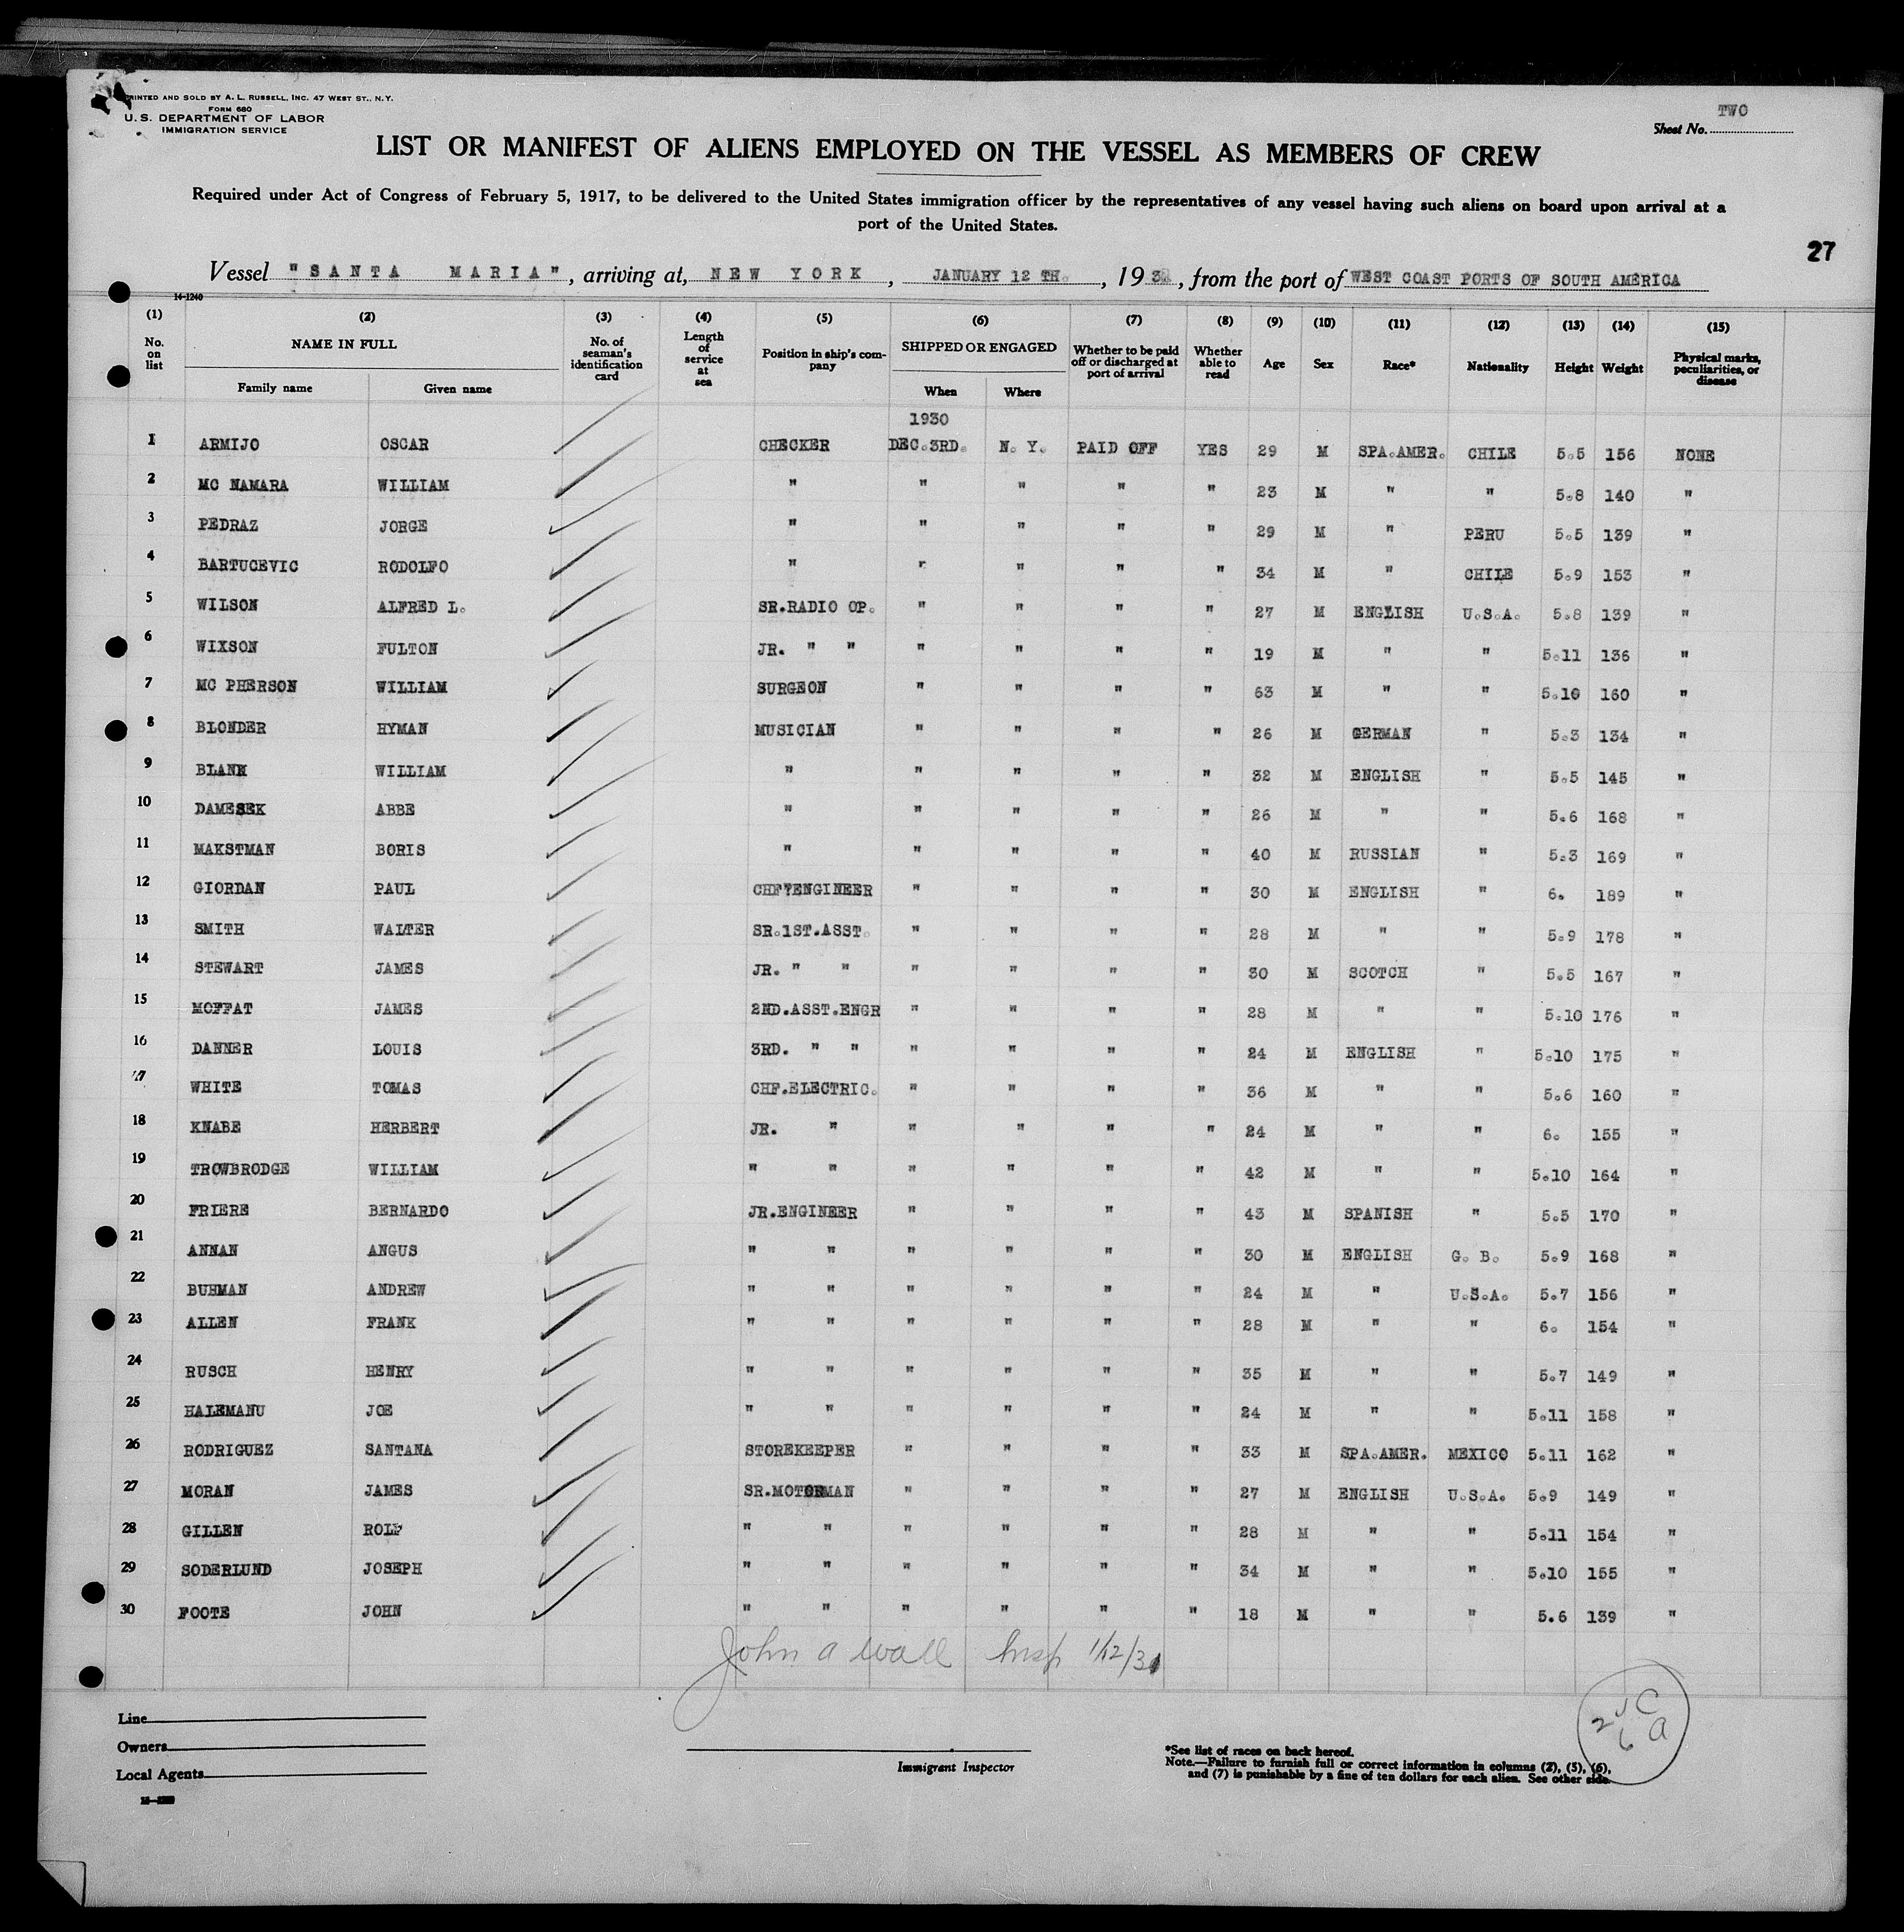 PRINTED AND SOLD BY A. L. RUSSELL, INC. 47 WEST ST., N.Y.
FORM 680
U. S. DEPARTMENT OF LABOR
IMMIGRATION SERVICE
TWO
Sheet No.
LIST OR MANIFEST OF ALIENS EMPLOYED ON THE VESSEL AS MEMBERS OF CREW
Required under Act of Congress of February 5, 1917, to be delivered to the United States immigration officer by the representatives of any vessel having such aliens on board upon arrival at a
port of the United States.
27
Vessel "SANTA MARIA", arriving at, NEW YORK, JANUARY 12 TH., 193, from the port of WEST COAST PORTS OF SOUTH AMERICA
14-1240
(1) (2) (3) (4) (5) (6) (7) (8) (9) (10) (11) (12) (13) (14) (15)
No. on list NAME IN FULL No. of seaman's identification card Length of service at sea Position in ship's company SHIPPED OR ENGAGED Whether to be paid off or discharged at port of arrival Whether able to read Age Sex Race* Nationality Height Weight Physical marks, peculiarities, or disease
Family name Given name When Where
1930
1 ARMIJO OSCAR CHECKER DEC.3RD. N. Y. PAID OFF YES 29 M SPA.AMER. CHILE 5.5 156 NONE
2 MC NAMARA WILLIAM " " " " " 23 M " " 5.8 140 "
3 PEDRAZ JORGE " " " " " 29 M " PERU 5.5 139 "
4 BARTUCEVIC RODOLFO " " " " " 34 M " CHILE 5.9 153 "
5 WILSON ALFRED L. SR.RADIO OP. " " " " 27 M ENGLISH U.S.A. 5.8 139 "
6 WIXSON FULTON JR. " " " " " " 19 M " " 5.11 136 "
7 MC PHERSON WILLIAM SURGEON " " " " 63 M " " 5.10 160 "
8 BLONDER HYMAN MUSICIAN " " " " 26 M GERMAN " 5.3 134 "
9 BLANK WILLIAM " " " " " 32 M ENGLISH " 5.5 145 "
10 DAMESEK ABBE " " " " " 26 M " " 5.6 168 "
11 MAKSTMAN BORIS " " " " " 40 M RUSSIAN " 5.3 169 "
12 GIORDAN PAUL CHF'ENGINEER " " " " 30 M ENGLISH " 6. 189 "
13 SMITH WALTER SR.1ST.ASST. " " " " 28 M " " 5.9 178 "
14 STEWART JAMES JR. " " " " " " 30 M SCOTCH " 5.5 167 "
15 MOFFAT JAMES 2ND.ASST.ENGR " " " " 28 M " " 5.10 176 "
16 DANNER LOUIS 3RD. " " " " " " 24 M ENGLISH " 5.10 175 "
17 WHITE TOMAS CHF.ELECTRIC. " " " " 36 M " " 5.6 160 "
18 KNABE HERBERT JR. " " " " " 24 M " " 6. 155 "
19 TROWBRODGE WILLIAM " " " " " " 42 M " " 5.10 164 "
20 FRIERE BERNARDO JR.ENGINEER " " " " 43 M SPANISH " 5.5 170 "
21 ANNAN ANGUS " " " " " " 30 M ENGLISH G. B. 5.9 168 "
22 BUHMAN ANDREW " " " " " " 24 M " U.S.A. 5.7 156 "
23 ALLEN FRANK " " " " " " 28 M " " 6. 154 "
24 RUSCH HENRY " " " " " " 35 M " " 5.7 149 "
25 HALEMANU JOE " " " " " " 24 M " " 5.11 158 "
26 RODRIGUEZ SANTANA STOREKEEPER " " " " 33 M SPA.AMER. MEXICO 5.11 162 "
27 MORAN JAMES SR.MOTORMAN " " " " 27 M ENGLISH U.S.A. 5.9 149 "
28 GILLEN ROLF " " " " " " 28 M " " 5.11 154 "
29 SODERLUND JOSEPH " " " " " " 34 M " " 5.10 155 "
30 FOOTE JOHN " " " " " " 18 M " " 5.6 139 "
John A Wall Insp 1/12/31
Line
Owners
Local Agents
Immigrant Inspector
*See list of races on back hereof.
Note.—Failure to furnish full or correct information in columns (2), (5), (6),
and (7) is punishable by a fine of ten dollars for each alien. See other side.